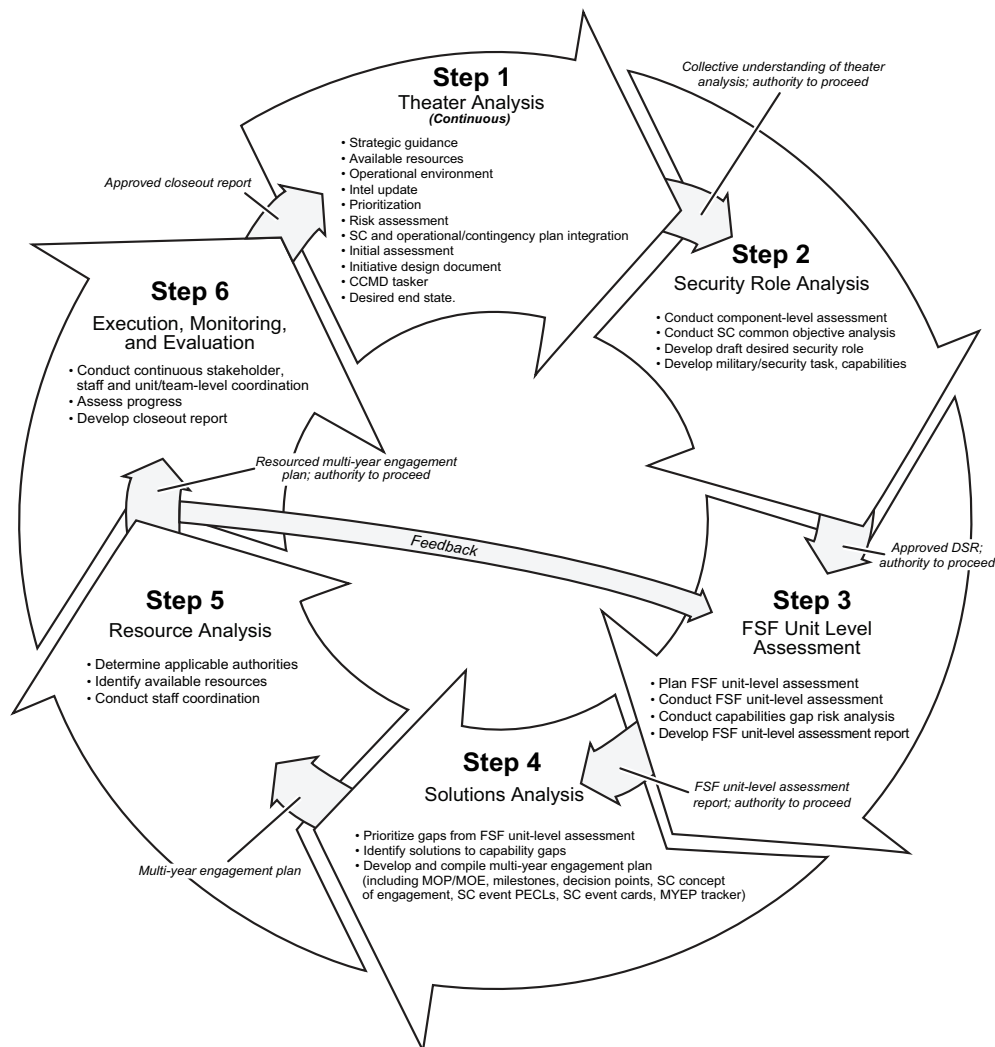 Step 1
Theater Analysis
(Continuous)
• Strategic guidance
• Available resources
• Operational environment
• Intel update
• Prioritization
• Risk assessment
• SC and operational/contingency plan integration
• Initial assessment
• Initiative design document
• CCMD tasker
• Desired end state.
Collective understanding of theater
analysis; authority to proceed
Step 2
Security Role Analysis
• Conduct component-level assessment
• Conduct SC common objective analysis
• Develop draft desired security role
• Develop military/security task, capabilities
Approved DSR;
authority to proceed
Step 3
FSF Unit Level
Assessment
• Plan FSF unit-level assessment
• Conduct FSF unit-level assessment
• Conduct capabilities gap risk analysis
• Develop FSF unit-level assessment report
FSF unit-level assessment
report; authority to proceed
Step 4
Solutions Analysis
• Prioritize gaps from FSF unit-level assessment
• Identify solutions to capability gaps
• Develop and compile multi-year engagement plan
(including MOP/MOE, milestones, decision points, SC concept
of engagement, SC event PECLs, SC event cards, MYEP tracker)
Multi-year engagement plan
Step 5
Resource Analysis
• Determine applicable authorities
• Identify available resources
• Conduct staff coordination
Resourced multi-year engagement
plan; authority to proceed
Feedback
Step 6
Execution, Monitoring,
and Evaluation
• Conduct continuous stakeholder,
staff and unit/team-level coordination
• Assess progress
• Develop closeout report
Approved closeout report